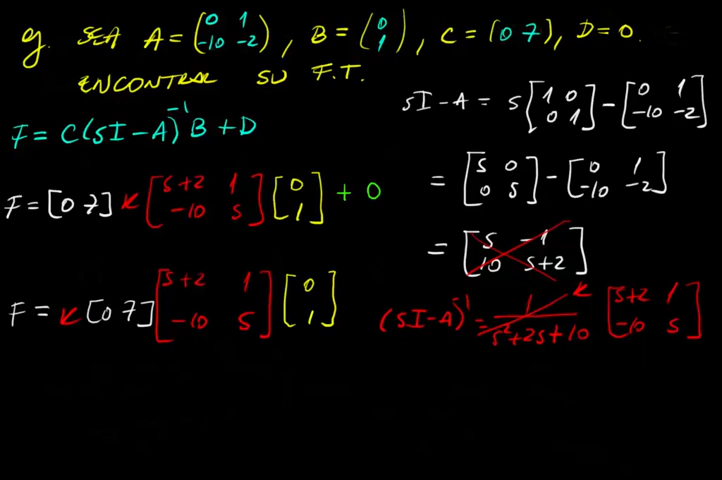 g. SEA A = (0 1 -10 -2), B = (0 1), C = [0 7], D = 0.
ENCONTRAR SU F.T.
F = C(sI-A)^-1 B + D
F = [0 7] K [s+2 1 -10 s] [0 1] + 0
F = K [0 7] [s+2 1 -10 s] [0 1]
sI-A = s [1 0 0 1] - [0 1 -10 -2]
= [s 0 0 s] - [0 1 -10 -2]
= [s -1 10 s+2]
(sI-A)^-1 = 1/(s^2+2s+10) K [s+2 1 -10 s]